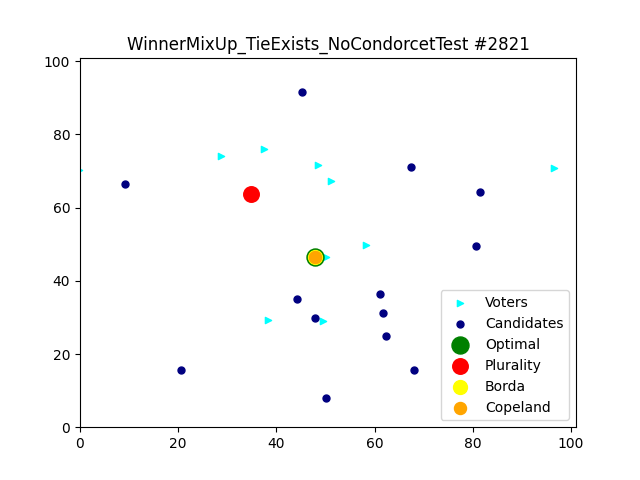 WinnerMixUp_TieExists_NoCondorcetTest #2821
100
80
60
40
20
0
0 20 40 60 80 100
Voters
Candidates
Optimal
Plurality
Borda
Copeland